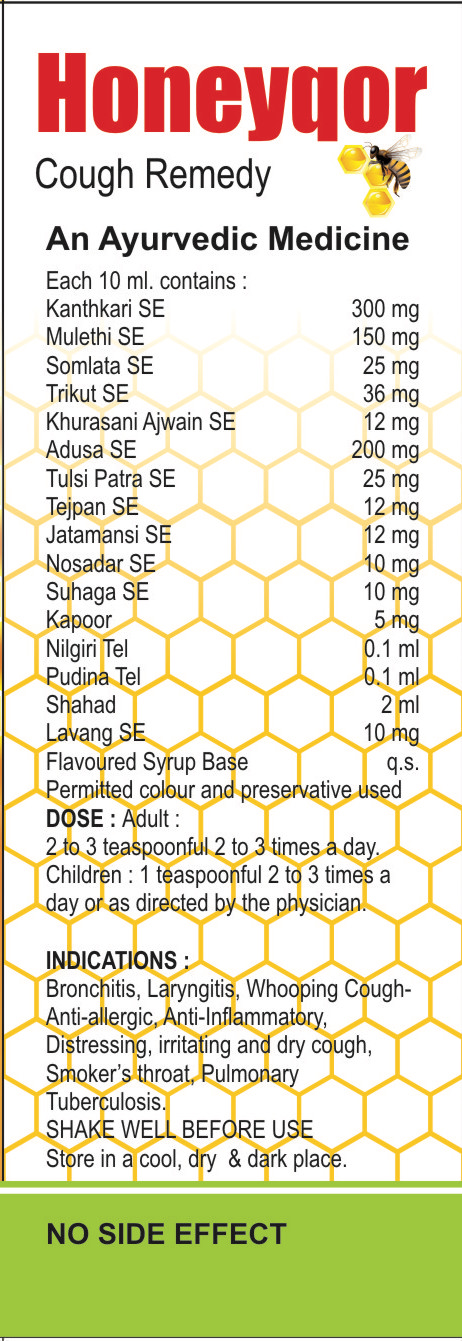 Honeyqor
Cough Remedy
An Ayurvedic Medicine
Each 10 ml. contains :
Kanthkari SE 300 mg
Mulethi SE 150 mg
Somlata SE 25 mg
Trikut SE 36 mg
Khurasani Ajwain SE 12 mg
Adusa SE 200 mg
Tulsi Patra SE 25 mg
Tejpan SE 12 mg
Jatamansi SE 12 mg
Nosadar SE 10 mg
Suhaga SE 10 mg
Kapoor 5 mg
Nilgiri Tel 0.1 ml
Pudina Tel 0.1 ml
Shahad 2 ml
Lavang SE 10 mg
Flavoured Syrup Base q.s.
Permitted colour and preservative used
DOSE : Adult :
2 to 3 teaspoonful 2 to 3 times a day.
Children : 1 teaspoonful 2 to 3 times a
day or as directed by the physician.
INDICATIONS :
Bronchitis, Laryngitis, Whooping Cough-
Anti-allergic, Anti-Inflammatory,
Distressing, irritating and dry cough,
Smoker's throat, Pulmonary
Tuberculosis.
SHAKE WELL BEFORE USE
Store in a cool, dry & dark place.
NO SIDE EFFECT